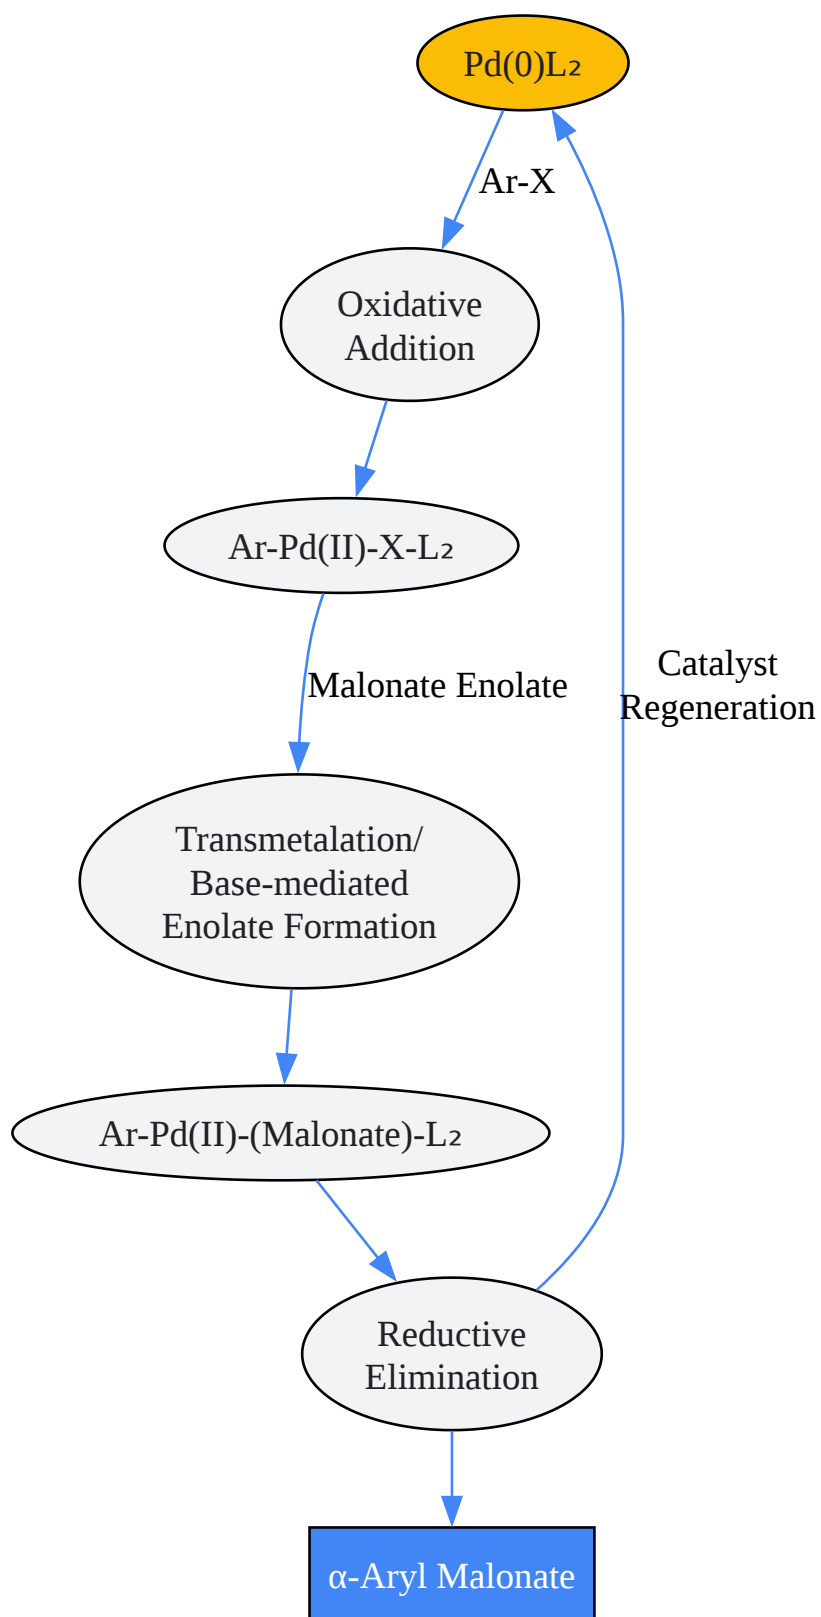 Pd(0)L₂
Ar-X
Oxidative
Addition
Ar-Pd(II)-X-L₂
Malonate Enolate
Catalyst
Regeneration
Transmetalation/
Base-mediated
Enolate Formation
Ar-Pd(II)-(Malonate)-L₂
Reductive
Elimination
α-Aryl Malonate